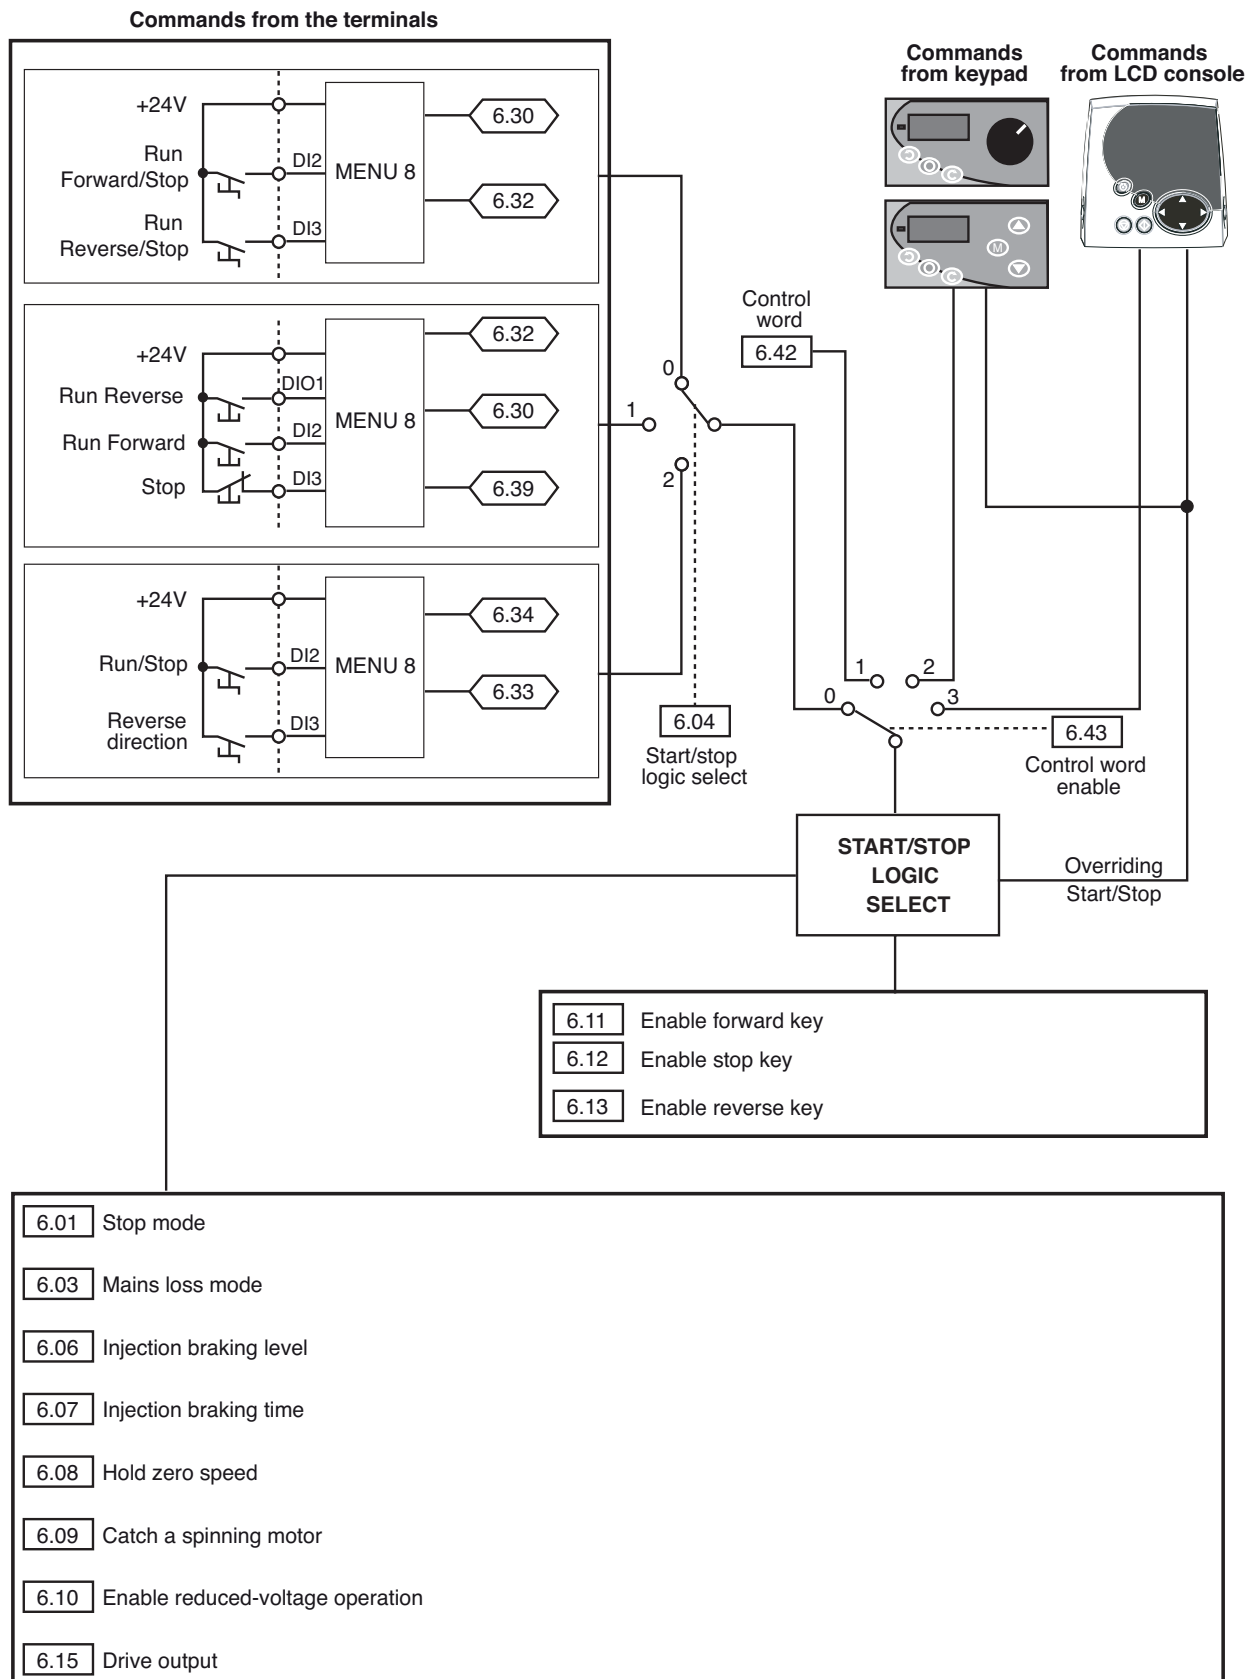 Commands from the terminals
Commands
from keypad
Commands
from LCD console
+24V
Run
Forward/Stop
Run
Reverse/Stop
DI2
DI3
MENU 8
6.30
6.32
+24V
Run Reverse
Run Forward
Stop
DIO1
DI2
DI3
MENU 8
6.32
6.30
6.39
+24V
Run/Stop
Reverse
direction
DI2
DI3
MENU 8
6.34
6.33
0
1
2
6.04
Start/stop
logic select
Control
word
6.42
M
M
0
1
2
3
6.43
Control word
enable
START/STOP
LOGIC
SELECT
Overriding
Start/Stop
6.11 Enable forward key
6.12 Enable stop key
6.13 Enable reverse key
6.01 Stop mode
6.03 Mains loss mode
6.06 Injection braking level
6.07 Injection braking time
6.08 Hold zero speed
6.09 Catch a spinning motor
6.10 Enable reduced-voltage operation
6.15 Drive output